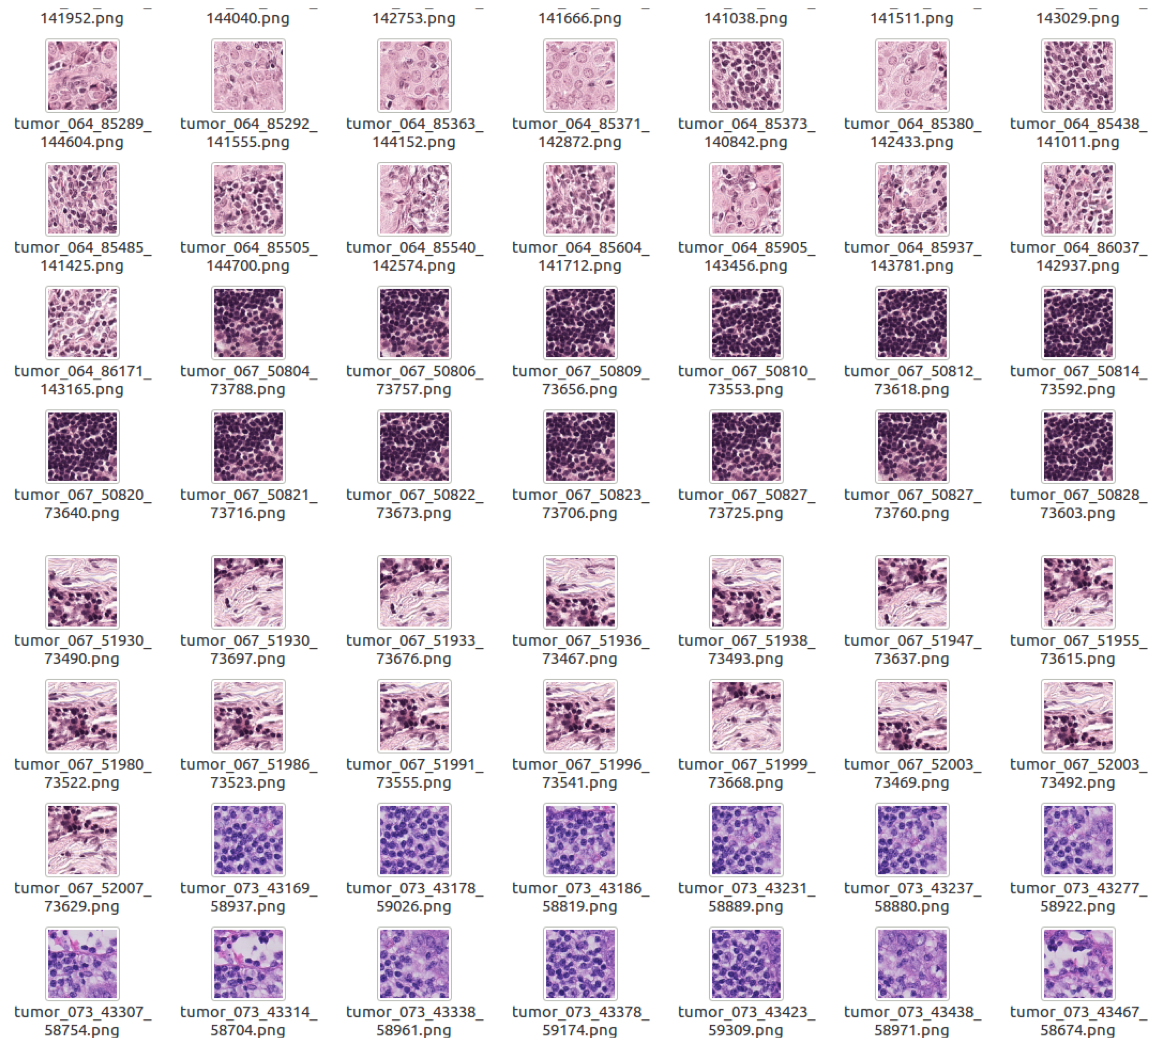 141952.png 144040.png 142753.png 141666.png 141038.png 141511.png 143029.png
tumor_064_85289_ tumor_064_85292_ tumor_064_85363_ tumor_064_85371_ tumor_064_85373_ tumor_064_85380_ tumor_064_85438_
144604.png 141555.png 144152.png 142872.png 140842.png 142433.png 141011.png
tumor_064_85485_ tumor_064_85505_ tumor_064_85540_ tumor_064_85604_ tumor_064_85905_ tumor_064_85937_ tumor_064_86037_
141425.png 144700.png 142574.png 141712.png 143456.png 143781.png 142937.png
tumor_064_86171_ tumor_067_50804_ tumor_067_50806_ tumor_067_50809_ tumor_067_50810_ tumor_067_50812_ tumor_067_50814_
143165.png 73788.png 73757.png 73656.png 73553.png 73618.png 73592.png
tumor_067_50820_ tumor_067_50821_ tumor_067_50822_ tumor_067_50823_ tumor_067_50827_ tumor_067_50827_ tumor_067_50828_
73640.png 73716.png 73673.png 73706.png 73725.png 73760.png 73603.png
tumor_067_51930_ tumor_067_51930_ tumor_067_51933_ tumor_067_51936_ tumor_067_51938_ tumor_067_51947_ tumor_067_51955_
73490.png 73697.png 73676.png 73467.png 73493.png 73637.png 73615.png
tumor_067_51980_ tumor_067_51986_ tumor_067_51991_ tumor_067_51996_ tumor_067_51999_ tumor_067_52003_ tumor_067_52003_
73522.png 73523.png 73555.png 73541.png 73668.png 73469.png 73492.png
tumor_067_52007_ tumor_073_43169_ tumor_073_43178_ tumor_073_43186_ tumor_073_43231_ tumor_073_43237_ tumor_073_43277_
73629.png 58937.png 59026.png 58819.png 58889.png 58880.png 58922.png
tumor_073_43307_ tumor_073_43314_ tumor_073_43338_ tumor_073_43378_ tumor_073_43423_ tumor_073_43438_ tumor_073_43467_
58754.png 58704.png 58961.png 59174.png 59309.png 58971.png 58674.png